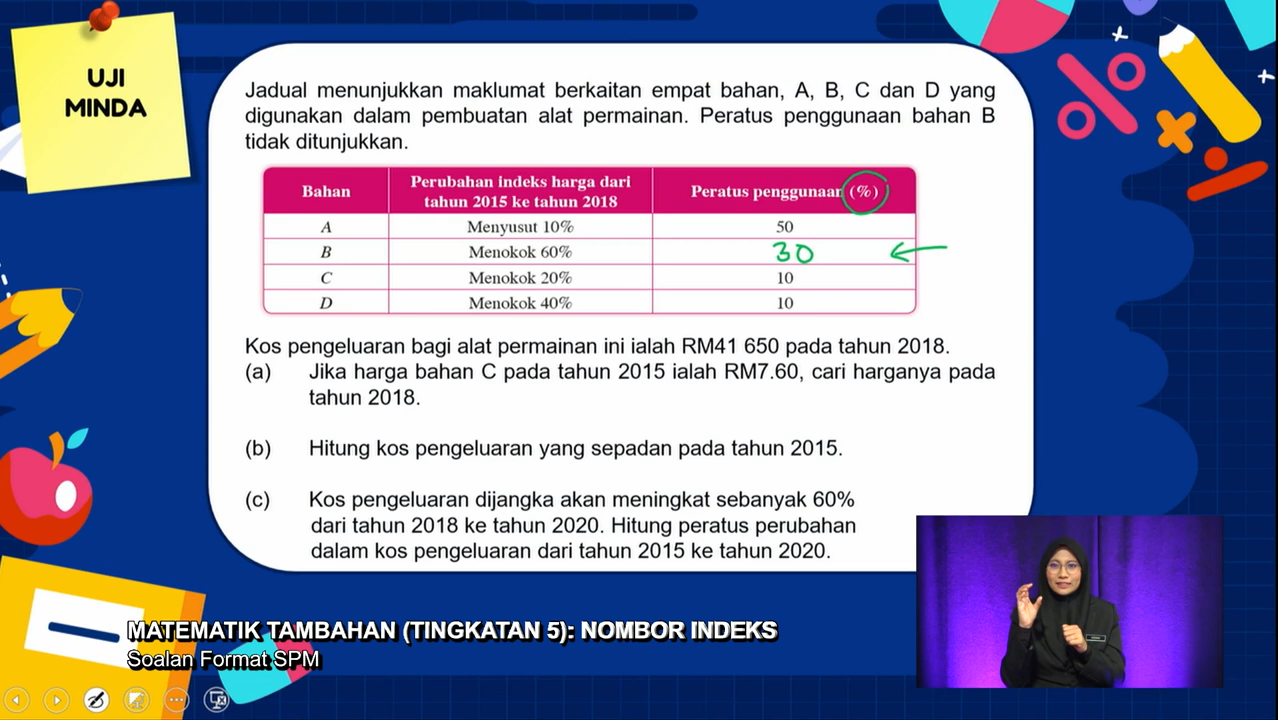 UJI
MINDA
Jadual menunjukkan maklumat berkaitan empat bahan, A, B, C dan D yang
digunakan dalam pembuatan alat permainan. Peratus penggunaan bahan B
tidak ditunjukkan.
Bahan Perubahan indeks harga dari tahun 2015 ke tahun 2018 Peratus penggunaan (%)
A Menyusut 10% 50
B Menokok 60% 30
C Menokok 20% 10
D Menokok 40% 10
Kos pengeluaran bagi alat permainan ini ialah RM41 650 pada tahun 2018.
(a) Jika harga bahan C pada tahun 2015 ialah RM7.60, cari harganya pada
tahun 2018.
(b) Hitung kos pengeluaran yang sepadan pada tahun 2015.
(c) Kos pengeluaran dijangka akan meningkat sebanyak 60%
dari tahun 2018 ke tahun 2020. Hitung peratus perubahan
dalam kos pengeluaran dari tahun 2015 ke tahun 2020.
MATEMATIK TAMBAHAN (TINGKATAN 5): NOMBOR INDEKS
Soalan Format SPM